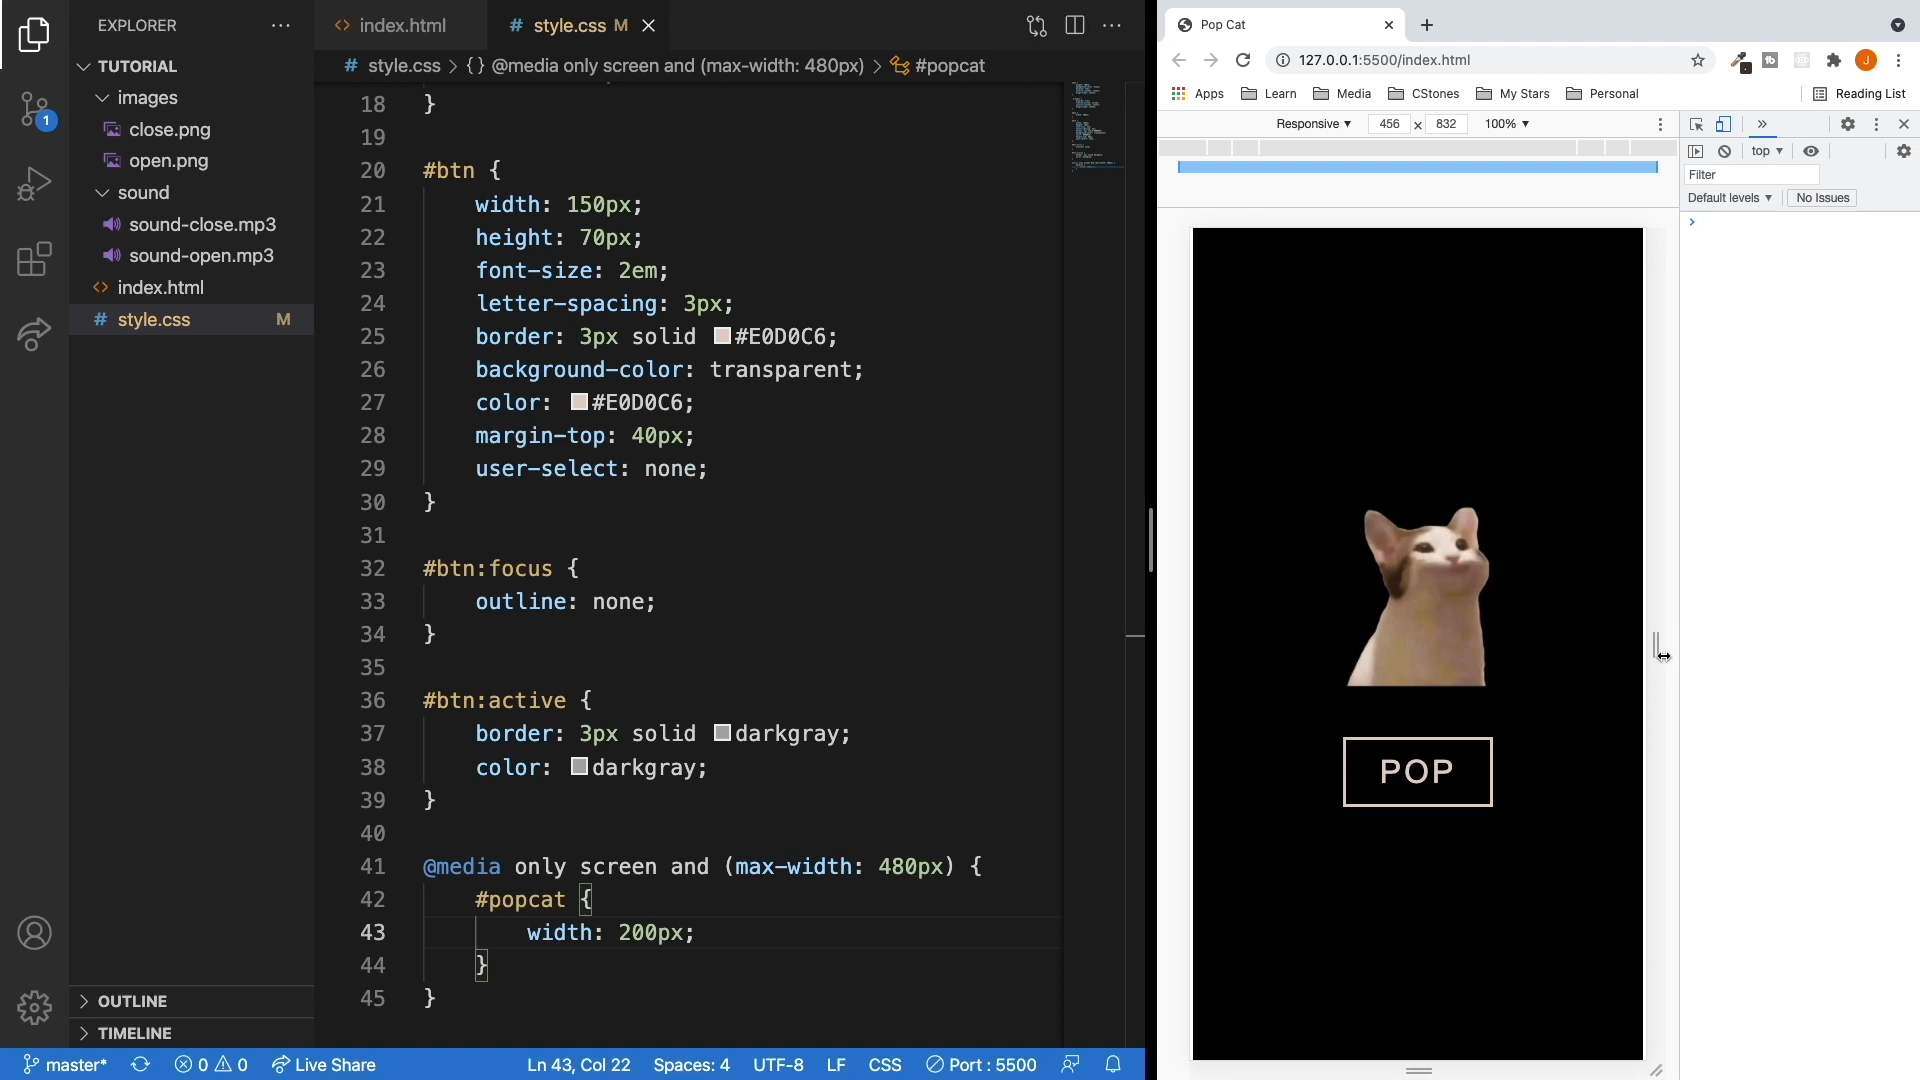 EXPLORER
TUTORIAL
images
close.png
open.png
sound
sound-close.mp3
sound-open.mp3
index.html
style.css M
OUTLINE
TIMELINE
index.html
# style.css M
# style.css > {} @media only screen and (max-width: 480px) > #popcat
18 }
19
20 #btn {
21 width: 150px;
22 height: 70px;
23 font-size: 2em;
24 letter-spacing: 3px;
25 border: 3px solid #E0D0C6;
26 background-color: transparent;
27 color: #E0D0C6;
28 margin-top: 40px;
29 user-select: none;
30 }
31
32 #btn:focus {
33 outline: none;
34 }
35
36 #btn:active {
37 border: 3px solid darkgray;
38 color: darkgray;
39 }
40
41 @media only screen and (max-width: 480px) {
42 #popcat {
43 width: 200px;
44 }
45 }
1
master* 0 0 Live Share Ln 43, Col 22 Spaces: 4 UTF-8 LF CSS Port : 5500
Pop Cat
127.0.0.1:5500/index.html J
Apps Learn Media CStones My Stars Personal Reading List
Responsive 456 x 832 100%
top
Filter
Default levels No Issues
POP